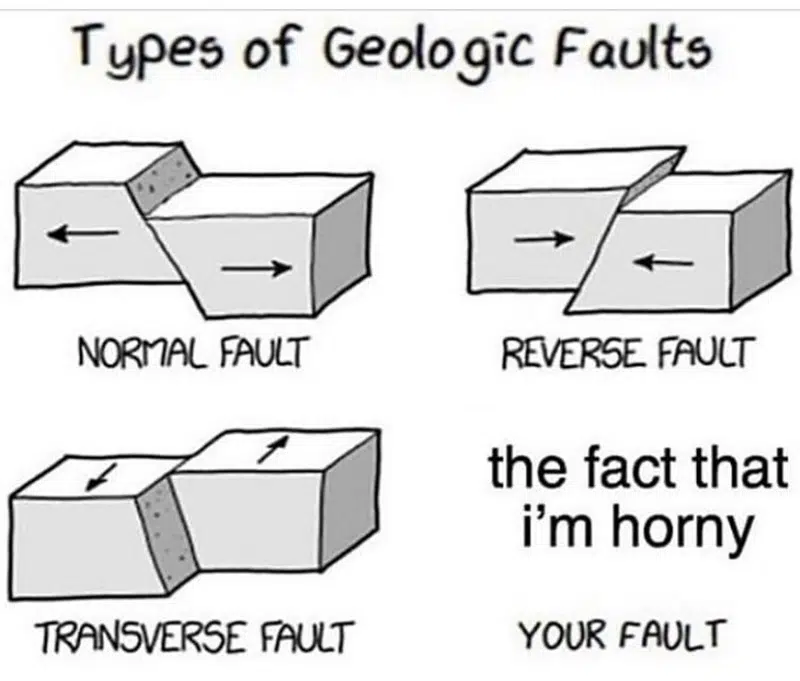 Types of Geologic Faults
NORMAL FAULT
REVERSE FAULT
TRANSVERSE FAULT
the fact that
i'm horny
YOUR FAULT